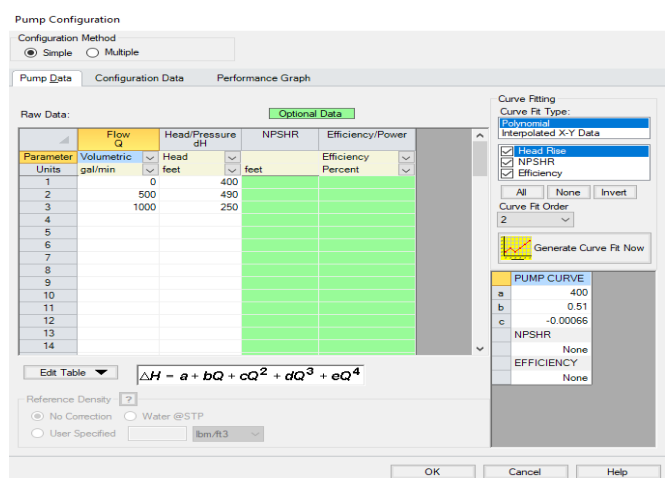 Pump Configuration
Configuration Method
Simple Multiple
Pump Data Configuration Data Performance Graph
Raw Data: Optional Data
Flow Q Head/Pressure dH NPSHR Efficiency/Power
Parameter Volumetric Head Efficiency
Units gal/min feet feet Percent
1 0 400
2 500 490
3 1000 250
4
5
6
7
8
9
10
11
12
13
14
Edit Table
△H = a + bQ + cQ² + dQ³ + eQ⁴
Reference Density ?
No Correction Water @STP
User Specified lbm/ft3
Curve Fitting
Curve Fit Type:
Polynomial
Interpolated X-Y Data
Head Rise
NPSHR
Efficiency
All None Invert
Curve Fit Order
2
Generate Curve Fit Now
PUMP CURVE
a 400
b 0.51
c -0.00066
NPSHR
None
EFFICIENCY
None
OK Cancel Help